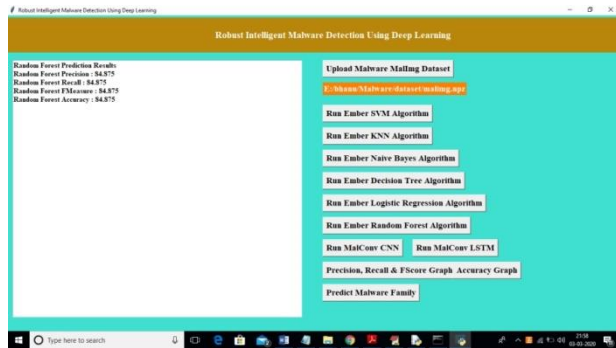 Robust Intelligent Malware Detection Using Deep Learning
Robust Intelligent Malware Detection Using Deep Learning
Random Forest Prediction Results
Random Forest Precision : 84.875
Random Forest Recall : 84.875
Random Forest FMeasure : 84.875
Random Forest Accuracy : 84.875
Upload Malware MalImg Dataset
E:/bhanu/Malware/dataset/malimg.npz
Run Ember SVM Algorithm
Run Ember KNN Algorithm
Run Ember Naive Bayes Algorithm
Run Ember Decision Tree Algorithm
Run Ember Logistic Regression Algorithm
Run Ember Random Forest Algorithm
Run MalConv CNN
Run MalConv LSTM
Precision, Recall & FScore Graph
Accuracy Graph
Predict Malware Family
Type here to search
21:58
03-03-2020